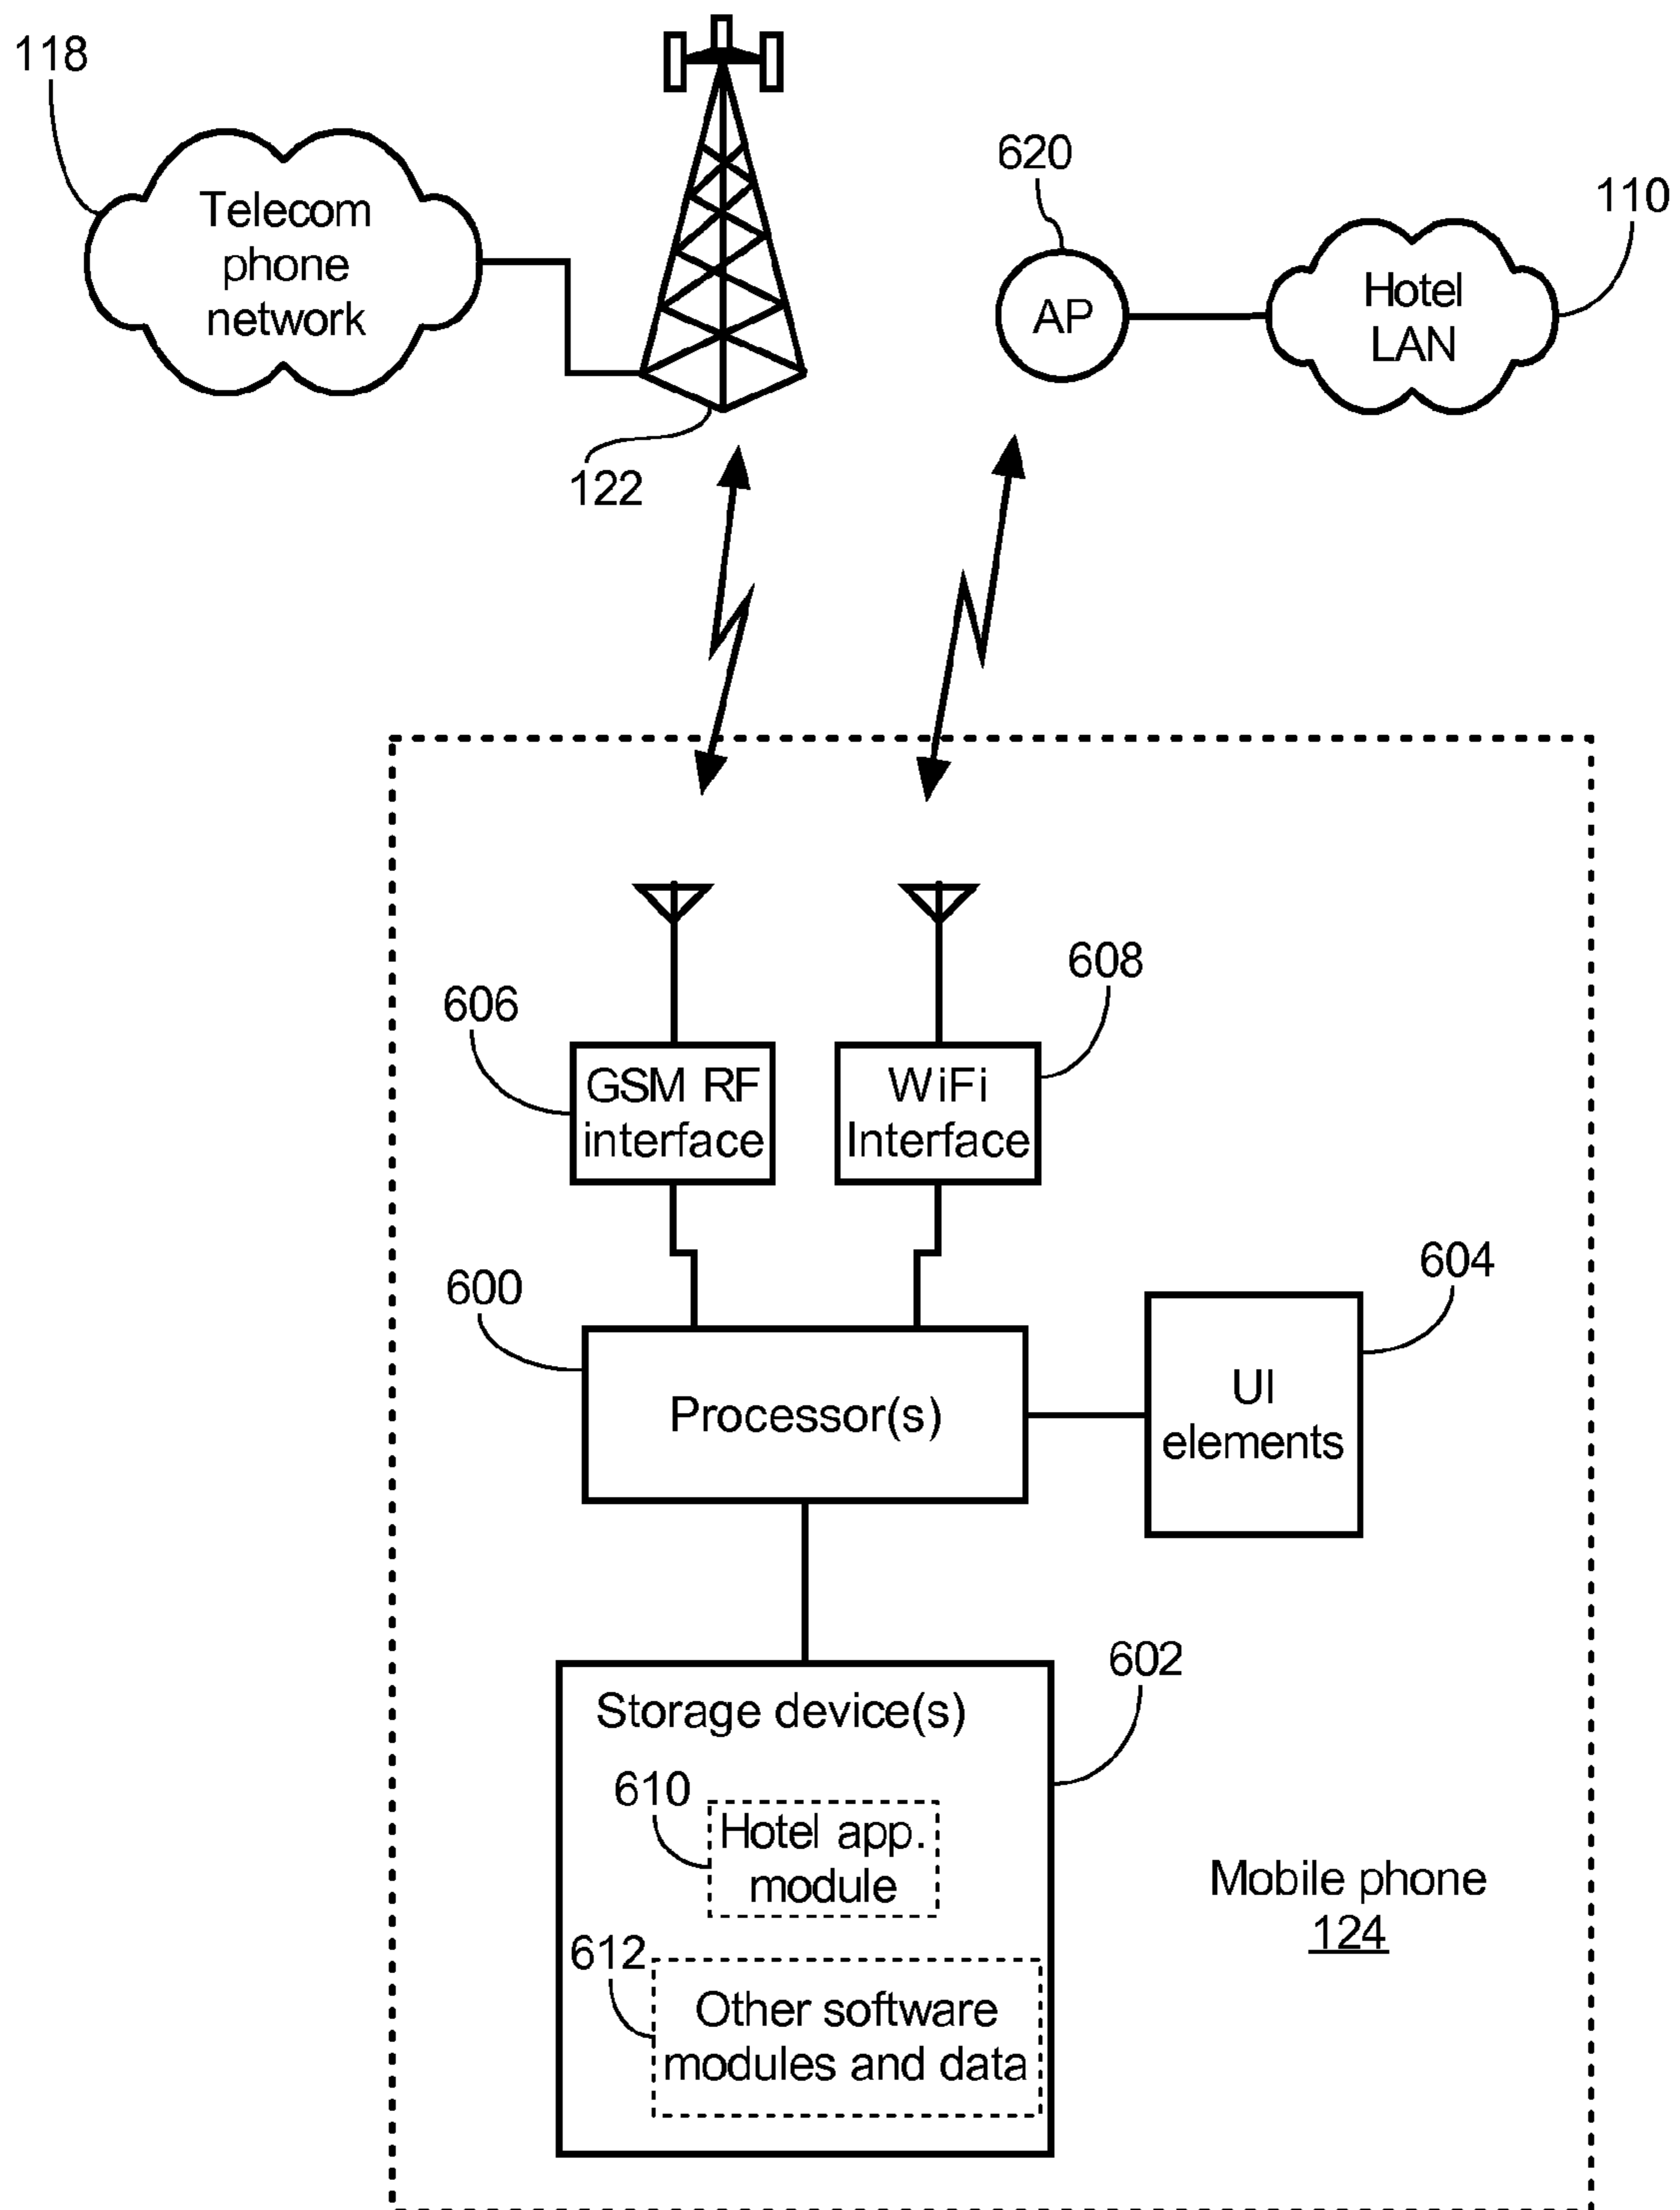 118
Telecom
phone
network
122
620
AP
110
Hotel
LAN
606
GSM RF
interface
608
WiFi
Interface
600
Processor(s)
604
UI
elements
602
Storage device(s)
610
Hotel app.
module
612
Other software
modules and data
Mobile phone
124